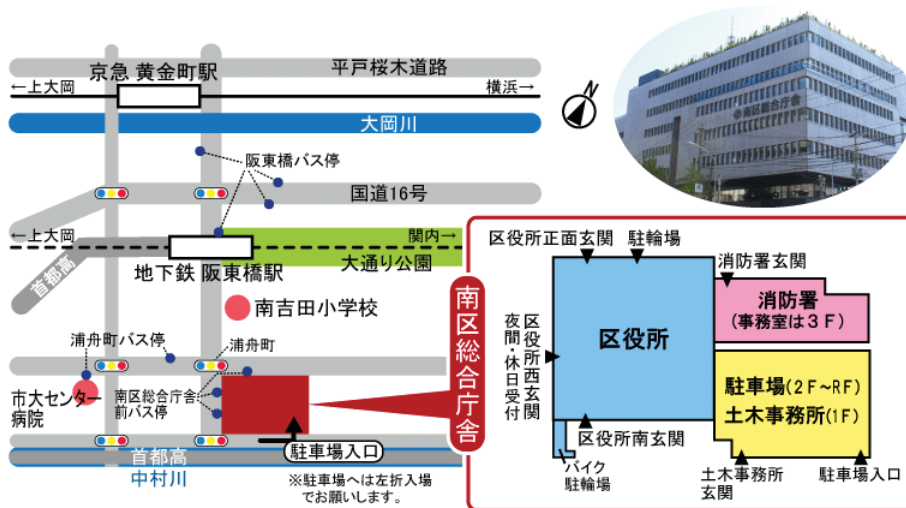 平戸桜木道路
京急 黄金町駅
←上大岡
横浜→
大岡川
N
阪東橋バス停
国道16号
←上大岡
関内→
首都高
地下鉄 阪東橋駅
大通り公園
南吉田小学校
浦舟町バス停
浦舟町
市大センター
病院
南区総合庁舎
前バス停
駐車場入口
首都高
中村川
※駐車場へは左折入場
でお願いします。
南区総合庁舎
南区総合庁舎
区役所正面玄関
駐輪場
消防署玄関
消防署
(事務室は3F)
区役所
区役所西玄関
夜間・休日受付
駐車場(2F~RF)
土木事務所(1F)
区役所南玄関
バイク
駐輪場
土木事務所
玄関
駐車場入口